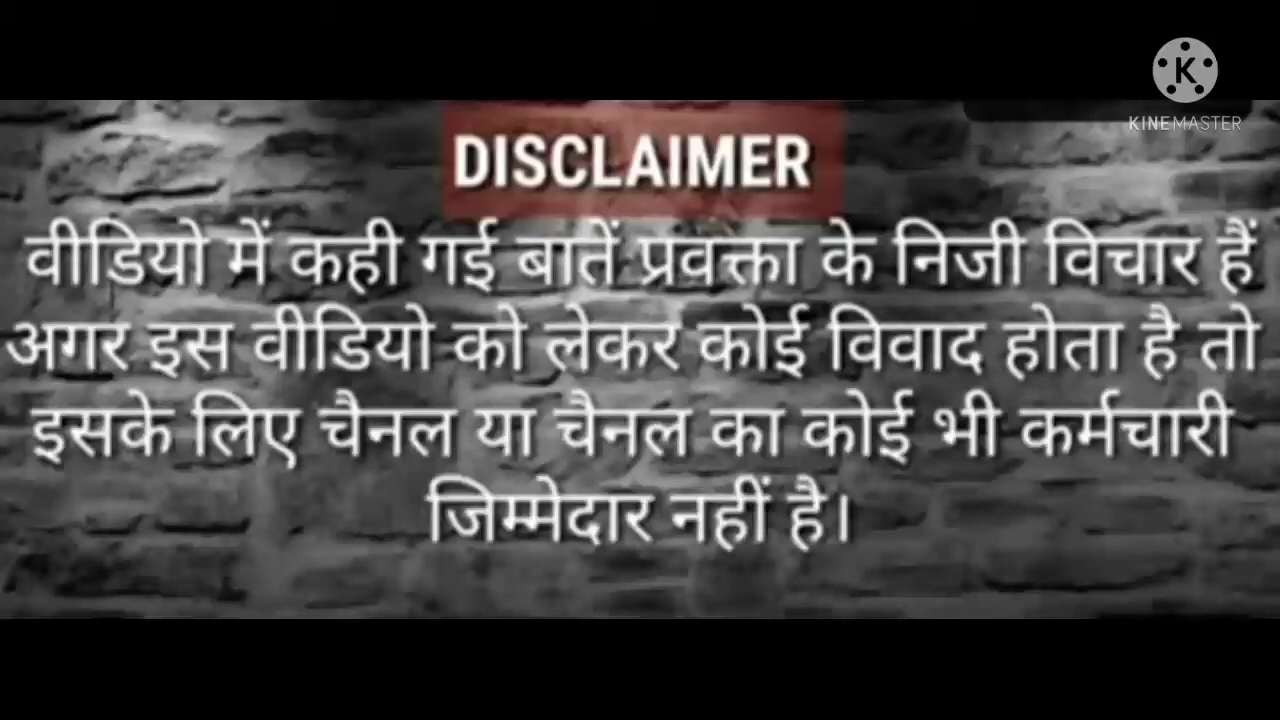 K
KINEMASTER
DISCLAIMER
वीडियो में कही गई बातें प्रवक्ता के निजी विचार हैं
अगर इस वीडियो को लेकर कोई विवाद होता है तो
इसके लिए चैनल या चैनल का कोई भी कर्मचारी
जिम्मेदार नहीं है।